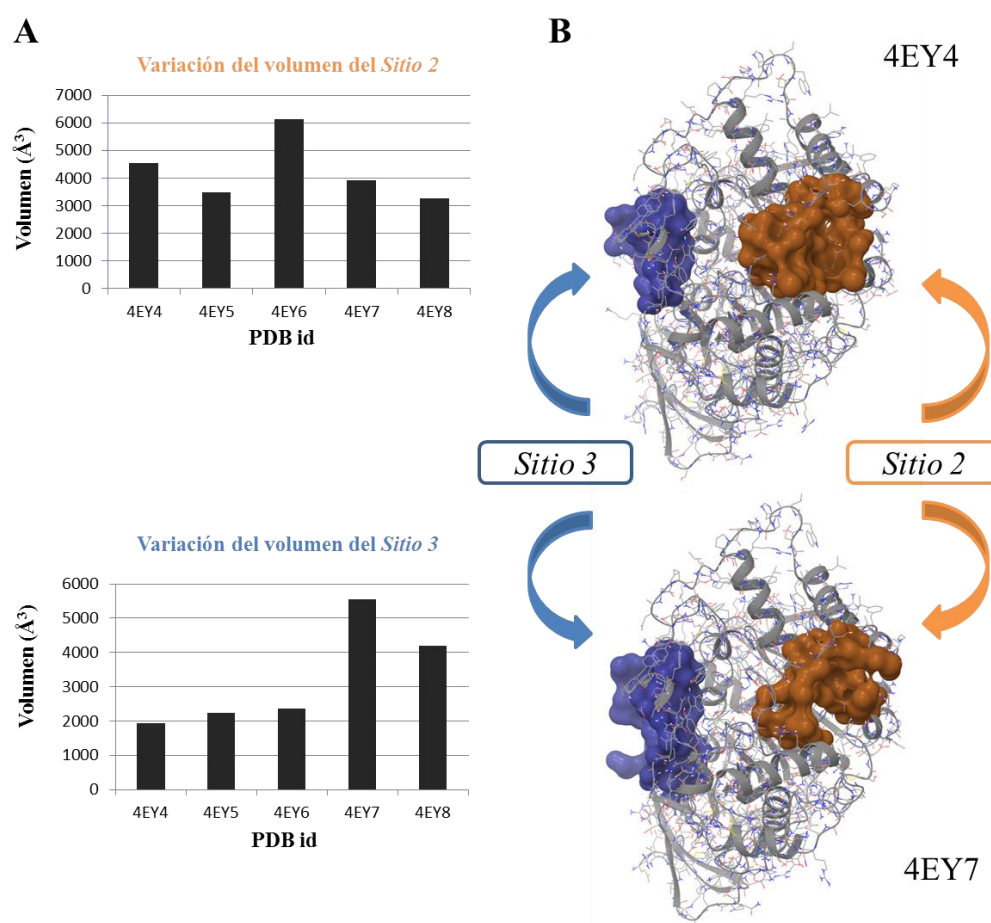 A
Variación del volumen del Sitio 2
Volumen (Å³)
7000
6000
5000
4000
3000
2000
1000
0
4EY4 4EY5 4EY6 4EY7 4EY8
PDB id
Variación del volumen del Sitio 3
Volumen (Å³)
6000
5000
4000
3000
2000
1000
0
4EY4 4EY5 4EY6 4EY7 4EY8
PDB id
B
4EY4
Sitio 3
Sitio 2
4EY7